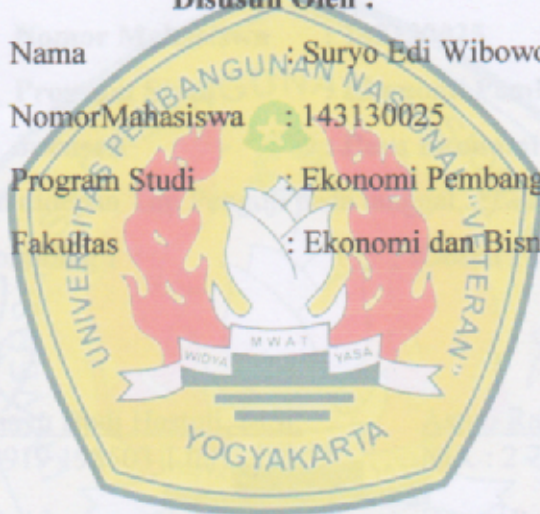 Disusun Oleh :
Nama : Suryo Edi Wibowo
NomorMahasiswa : 143130025
Program Studi : Ekonomi Pembang
Fakultas : Ekonomi dan Bisn
UNIVERSITAS PEMBANGUNAN NASIONAL "VETERAN"
WIDYA MWAT YASA
YOGYAKARTA